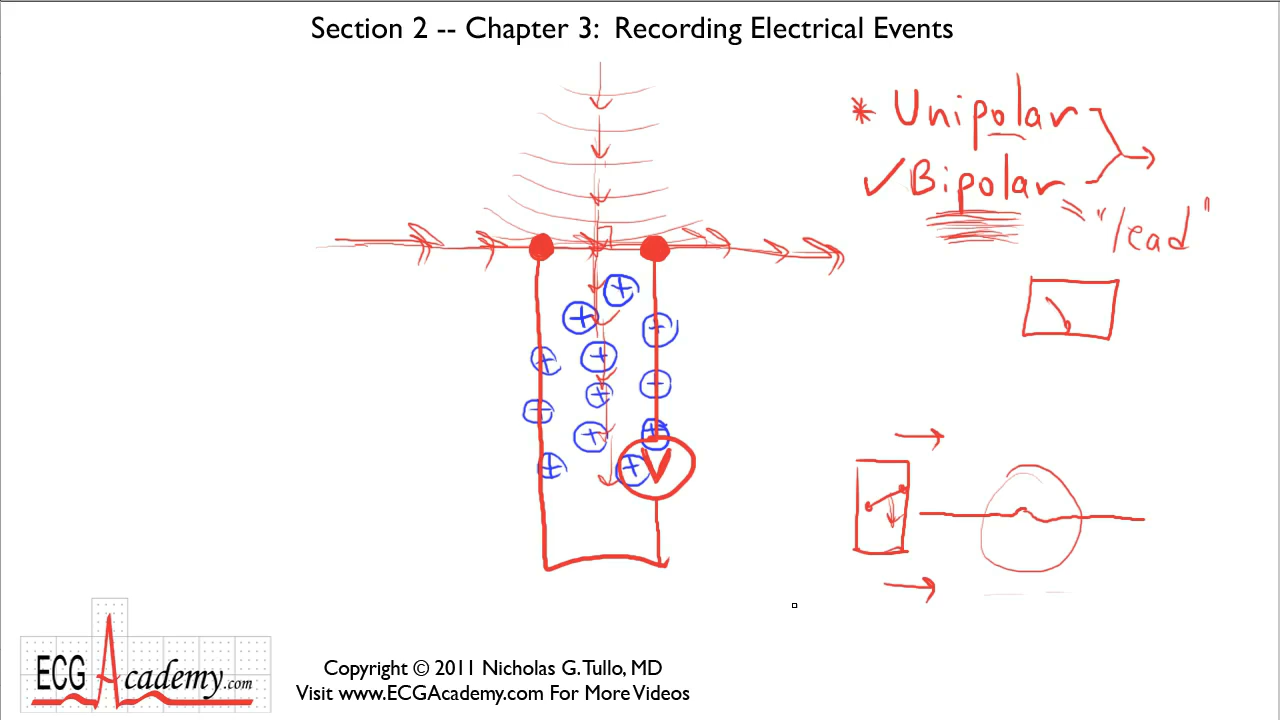 Section 2 -- Chapter 3: Recording Electrical Events
* Unipolar
✓ Bipolar
"lead"
+
+
+
+
+
+
+
+
+
+
+
+
V
ECG Academy.com
Copyright © 2011 Nicholas G. Tullo, MD
Visit www.ECGAcademy.com For More Videos